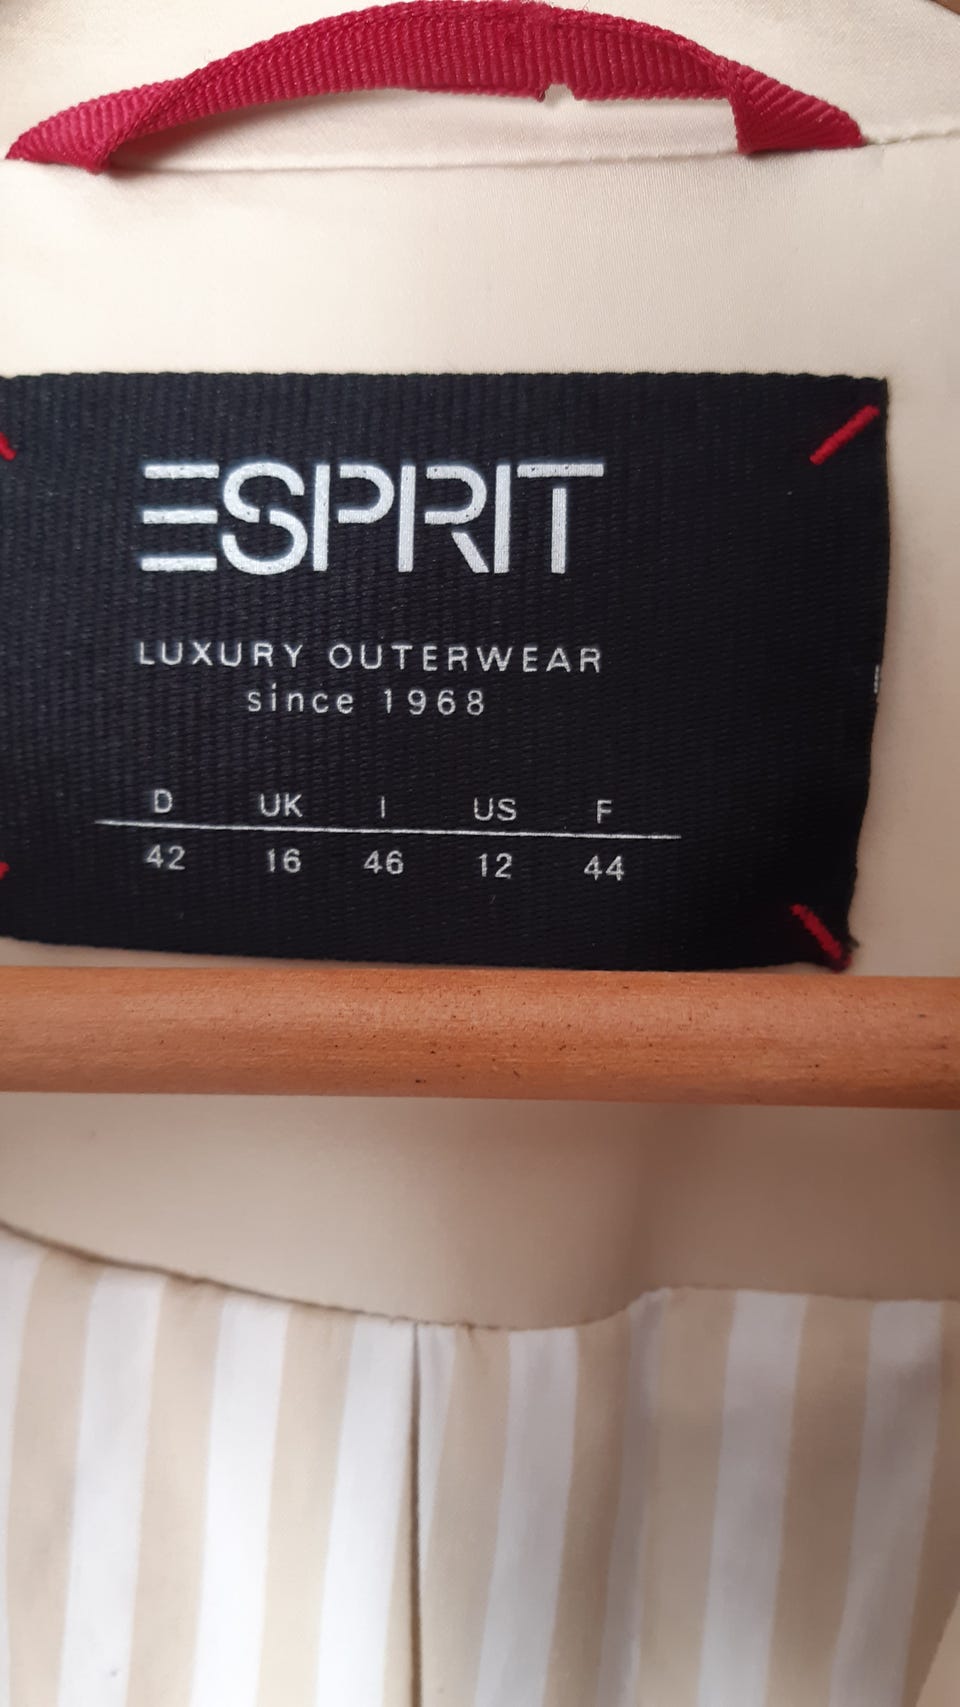 ESPRIT
LUXURY OUTERWEAR
since 1968
D UK I US F
42 16 46 12 44